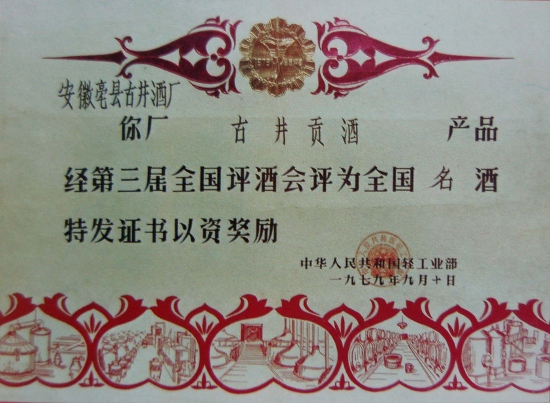 安徽亳县古井酒厂
你厂 古井贡酒 产品
经第三届全国评酒会评为全国 名 酒
特发证书以资奖励
中华人民共和国轻工业部
一九七九年九月十日